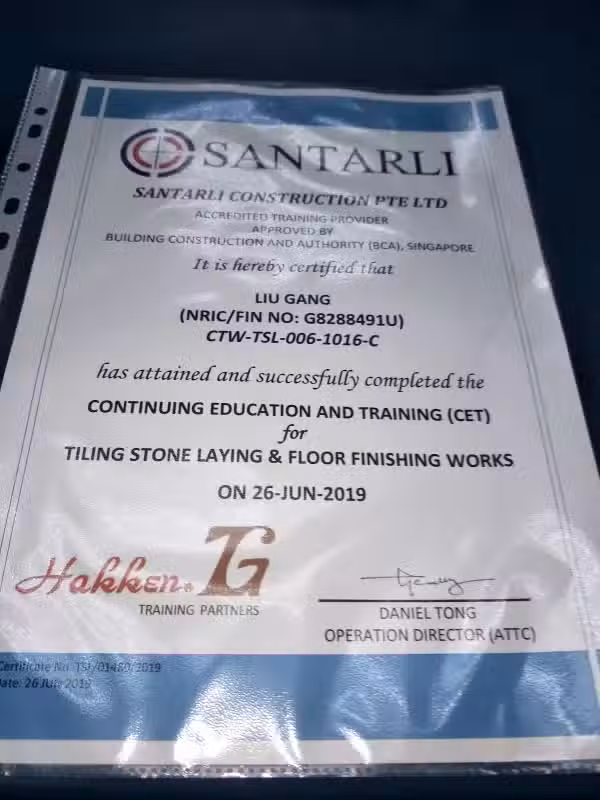 SANTARLI
SANTARLI CONSTRUCTION PTE LTD
ACCREDITED TRAINING PROVIDER
APPROVED BY
BUILDING CONSTRUCTION AND AUTHORITY (BCA), SINGAPORE
It is hereby certified that
LIU GANG
(NRIC/FIN NO: G8288491U)
CTW-TSL-006-1016-C
has attained and successfully completed the
CONTINUING EDUCATION AND TRAINING (CET)
for
TILING STONE LAYING & FLOOR FINISHING WORKS
ON 26-JUN-2019
Hakken® TG
TRAINING PARTNERS
DANIEL TONG
OPERATION DIRECTOR (ATTC)
Certificate No: TSL/01480/2019
Date: 26 Jun 2019